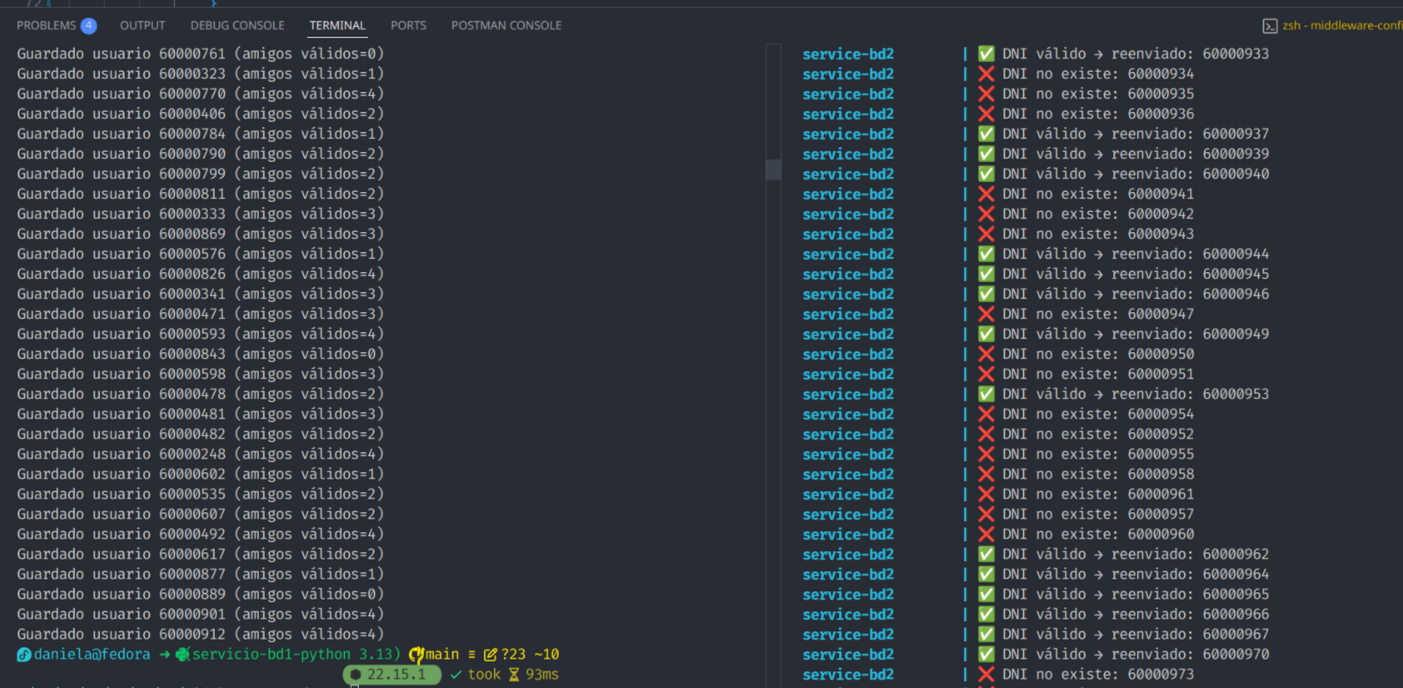 PROBLEMS 4 OUTPUT DEBUG CONSOLE TERMINAL PORTS POSTMAN CONSOLE
zsh - middleware-confi
Guardado usuario 60000761 (amigos válidos=0)
Guardado usuario 60000323 (amigos válidos=1)
Guardado usuario 60000770 (amigos válidos=4)
Guardado usuario 60000406 (amigos válidos=2)
Guardado usuario 60000784 (amigos válidos=1)
Guardado usuario 60000790 (amigos válidos=2)
Guardado usuario 60000799 (amigos válidos=2)
Guardado usuario 60000811 (amigos válidos=2)
Guardado usuario 60000333 (amigos válidos=3)
Guardado usuario 60000869 (amigos válidos=3)
Guardado usuario 60000576 (amigos válidos=1)
Guardado usuario 60000826 (amigos válidos=4)
Guardado usuario 60000341 (amigos válidos=3)
Guardado usuario 60000471 (amigos válidos=3)
Guardado usuario 60000593 (amigos válidos=4)
Guardado usuario 60000843 (amigos válidos=0)
Guardado usuario 60000598 (amigos válidos=3)
Guardado usuario 60000478 (amigos válidos=2)
Guardado usuario 60000481 (amigos válidos=3)
Guardado usuario 60000482 (amigos válidos=2)
Guardado usuario 60000248 (amigos válidos=4)
Guardado usuario 60000602 (amigos válidos=1)
Guardado usuario 60000535 (amigos válidos=2)
Guardado usuario 60000607 (amigos válidos=2)
Guardado usuario 60000492 (amigos válidos=4)
Guardado usuario 60000617 (amigos válidos=2)
Guardado usuario 60000877 (amigos válidos=1)
Guardado usuario 60000889 (amigos válidos=0)
Guardado usuario 60000901 (amigos válidos=4)
Guardado usuario 60000912 (amigos válidos=4)
daniela@fedora → servicio-bd1-python 3.13) main ≡ ?23 ~10
22.15.1 ✓ took 93ms
service-bd2 | ✅ DNI válido → reenviado: 60000933
service-bd2 | ❌ DNI no existe: 60000934
service-bd2 | ❌ DNI no existe: 60000935
service-bd2 | ❌ DNI no existe: 60000936
service-bd2 | ✅ DNI válido → reenviado: 60000937
service-bd2 | ✅ DNI válido → reenviado: 60000939
service-bd2 | ✅ DNI válido → reenviado: 60000940
service-bd2 | ❌ DNI no existe: 60000941
service-bd2 | ❌ DNI no existe: 60000942
service-bd2 | ❌ DNI no existe: 60000943
service-bd2 | ✅ DNI válido → reenviado: 60000944
service-bd2 | ✅ DNI válido → reenviado: 60000945
service-bd2 | ✅ DNI válido → reenviado: 60000946
service-bd2 | ❌ DNI no existe: 60000947
service-bd2 | ✅ DNI válido → reenviado: 60000949
service-bd2 | ❌ DNI no existe: 60000950
service-bd2 | ❌ DNI no existe: 60000951
service-bd2 | ✅ DNI válido → reenviado: 60000953
service-bd2 | ❌ DNI no existe: 60000954
service-bd2 | ❌ DNI no existe: 60000952
service-bd2 | ❌ DNI no existe: 60000955
service-bd2 | ❌ DNI no existe: 60000958
service-bd2 | ❌ DNI no existe: 60000961
service-bd2 | ❌ DNI no existe: 60000957
service-bd2 | ❌ DNI no existe: 60000960
service-bd2 | ✅ DNI válido → reenviado: 60000962
service-bd2 | ✅ DNI válido → reenviado: 60000964
service-bd2 | ✅ DNI válido → reenviado: 60000965
service-bd2 | ✅ DNI válido → reenviado: 60000966
service-bd2 | ✅ DNI válido → reenviado: 60000967
service-bd2 | ✅ DNI válido → reenviado: 60000970
service-bd2 | ❌ DNI no existe: 60000973